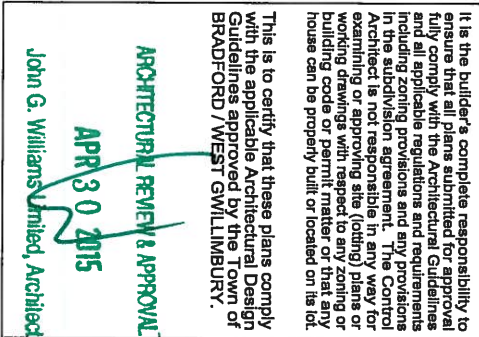 It is the builder's complete responsibility to
ensure that all plans submitted for approval
fully comply with the Architectural Guidelines
and all applicable regulations and requirements
including zoning provisions and any provisions
in the subdivision agreement. The Control
Architect is not responsible in any way for
examining or approving site (lotting) plans or
working drawings with respect to any zoning or
building code or permit matter or that any
house can be properly built or located on its lot.
This is to certify that these plans comply
with the applicable Architectural Design
Guidelines approved by the Town of
BRADFORD / WEST GWILLIMBURY.
ARCHITECTURAL REVIEW & APPROVAL
APR 30 2015
John G. Williams Limited, Architect